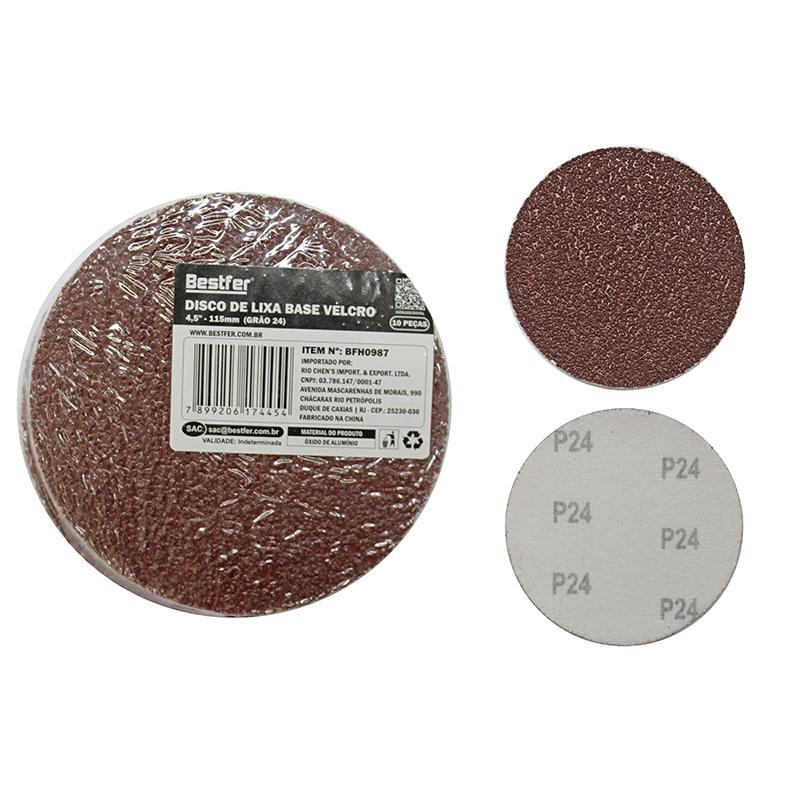 Bestfer
DISCO DE LIXA BASE VELCRO
4,5" - 115mm (GRÃO 24)
10 PEÇAS
WWW.BESTFER.COM.BR
7 899206 174454
ITEM Nº: BFH0987
IMPORTADO POR:
RIO CHEN'S IMPORT. & EXPORT. LTDA.
CNPJ: 03.786.147/0001-47
AVENIDA MASCARENHAS DE MORAIS, 990
CHÁCARAS RIO PETRÓPOLIS
DUQUE DE CAXIAS | RJ - CEP.: 25230-030
FABRICADO NA CHINA
SAC sac@bestfer.com.br
VALIDADE: Indeterminada
MATERIAL DO PRODUTO
ÓXIDO DE ALUMÍNIO
P24
P24
P24
P24
P24
P24